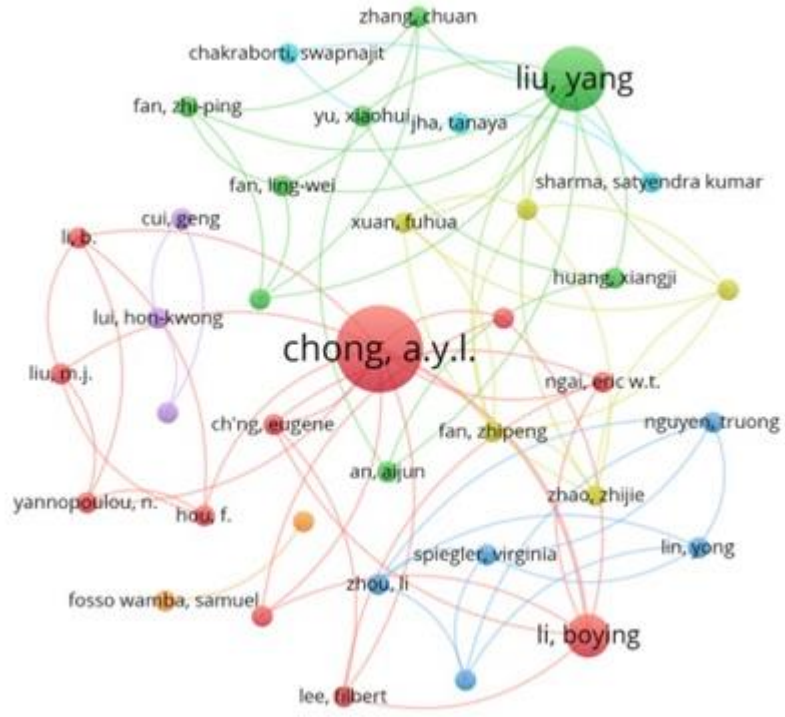 zhang, chuan
chakraborti, swapnajit
liu, yang
fan, zhi-ping
yu, xiaohui
jha, tanaya
fan, ling-wei
sharma, satyendra kumar
cui, geng
xuan, fuhua
li, b.
huang, xiangji
lui, hon-kwong
chong, a.y.l.
liu, m.j.
ngai, eric w.t.
ch'ng, eugene
fan, zhipeng
nguyen, truong
an, aijun
yannopoulou, n.
hou, f.
zhao, zhijie
spiegler, virginia
lin, yong
zhou, li
fosso wamba, samuel
li, boying
lee, filbert